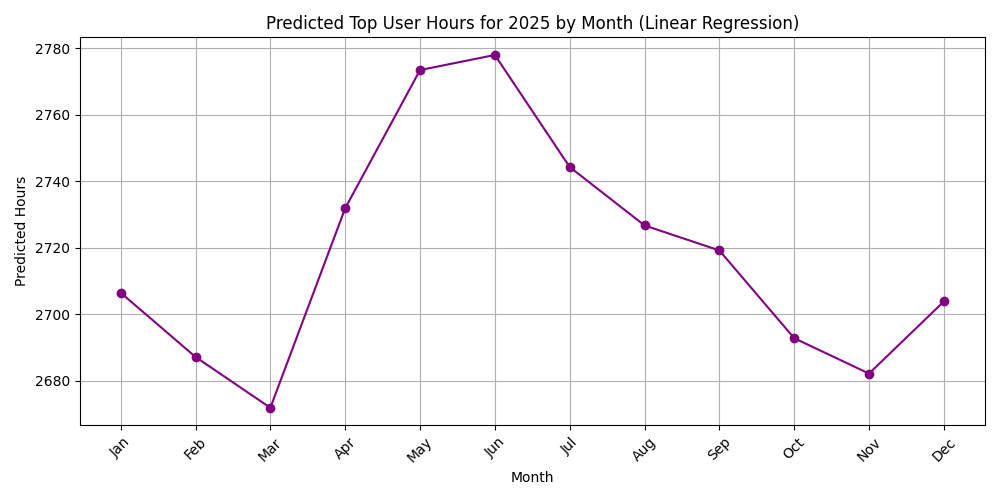 Predicted Top User Hours for 2025 by Month (Linear Regression)
Predicted Hours
2780
2760
2740
2720
2700
2680
Jan
Feb
Mar
Apr
May
Jun
Jul
Aug
Sep
Oct
Nov
Dec
Month